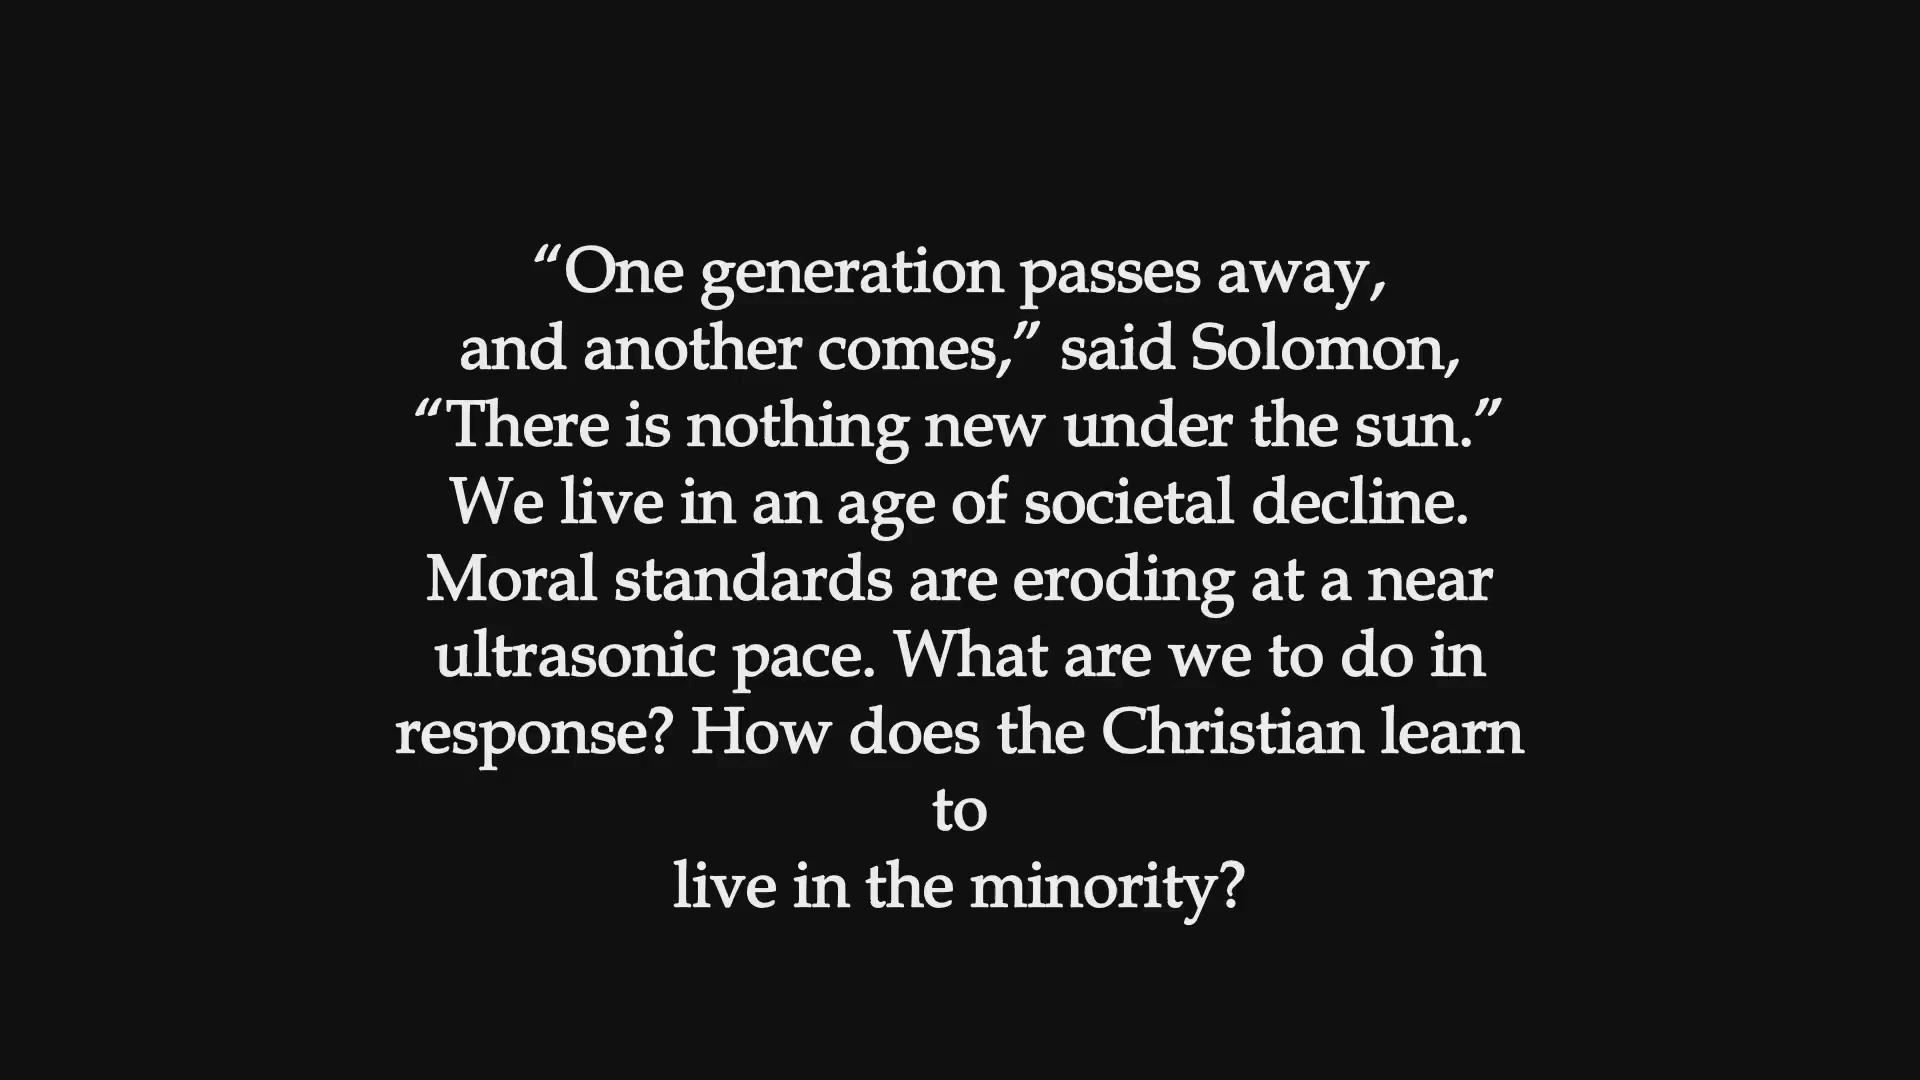 “One generation passes away,
and another comes,” said Solomon,
“There is nothing new under the sun.”
We live in an age of societal decline.
Moral standards are eroding at a near
ultrasonic pace. What are we to do in
response? How does the Christian learn
to
live in the minority?